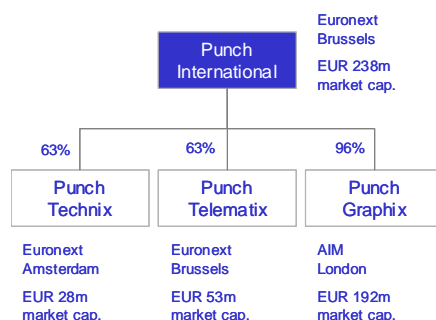 Punch
International
Euronext
Brussels
EUR 238m
market cap.
63%
63%
96%
Punch
Technix
Punch
Telematix
Punch
Graphix
Euronext
Amsterdam
EUR 28m
market cap.
Euronext
Brussels
EUR 53m
market cap.
AIM
London
EUR 192m
market cap.